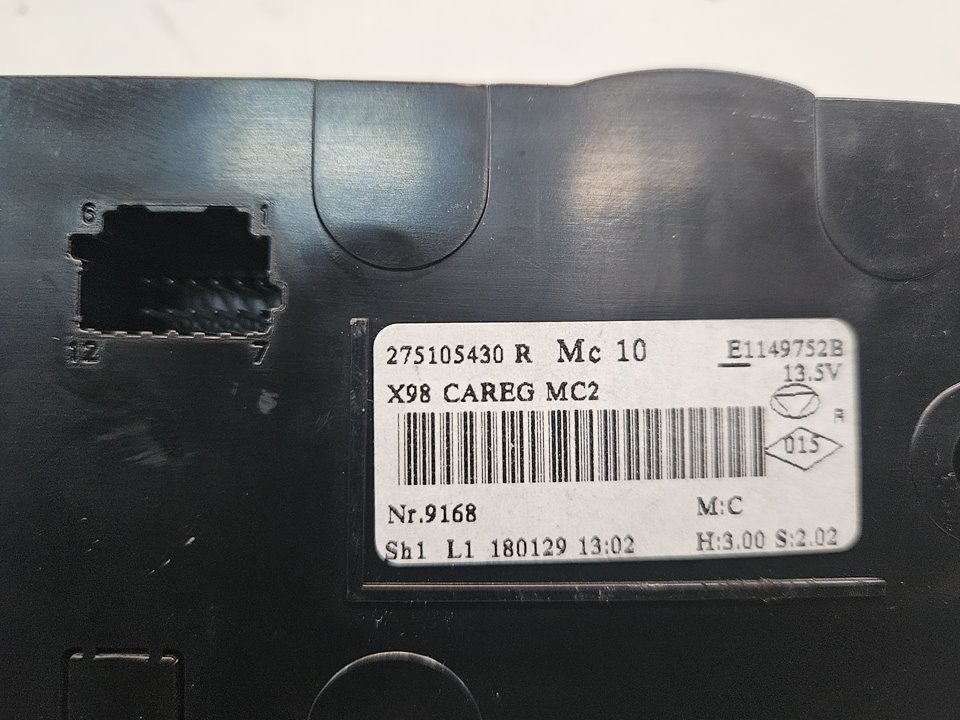 6 1
12 7
275105430 R Mc 10 E1149752B
13.5V
X98 CAREG MC2
R
015
Nr.9168 M:C
Sh1 L1 180129 13:02 H:3.00 S:2.02